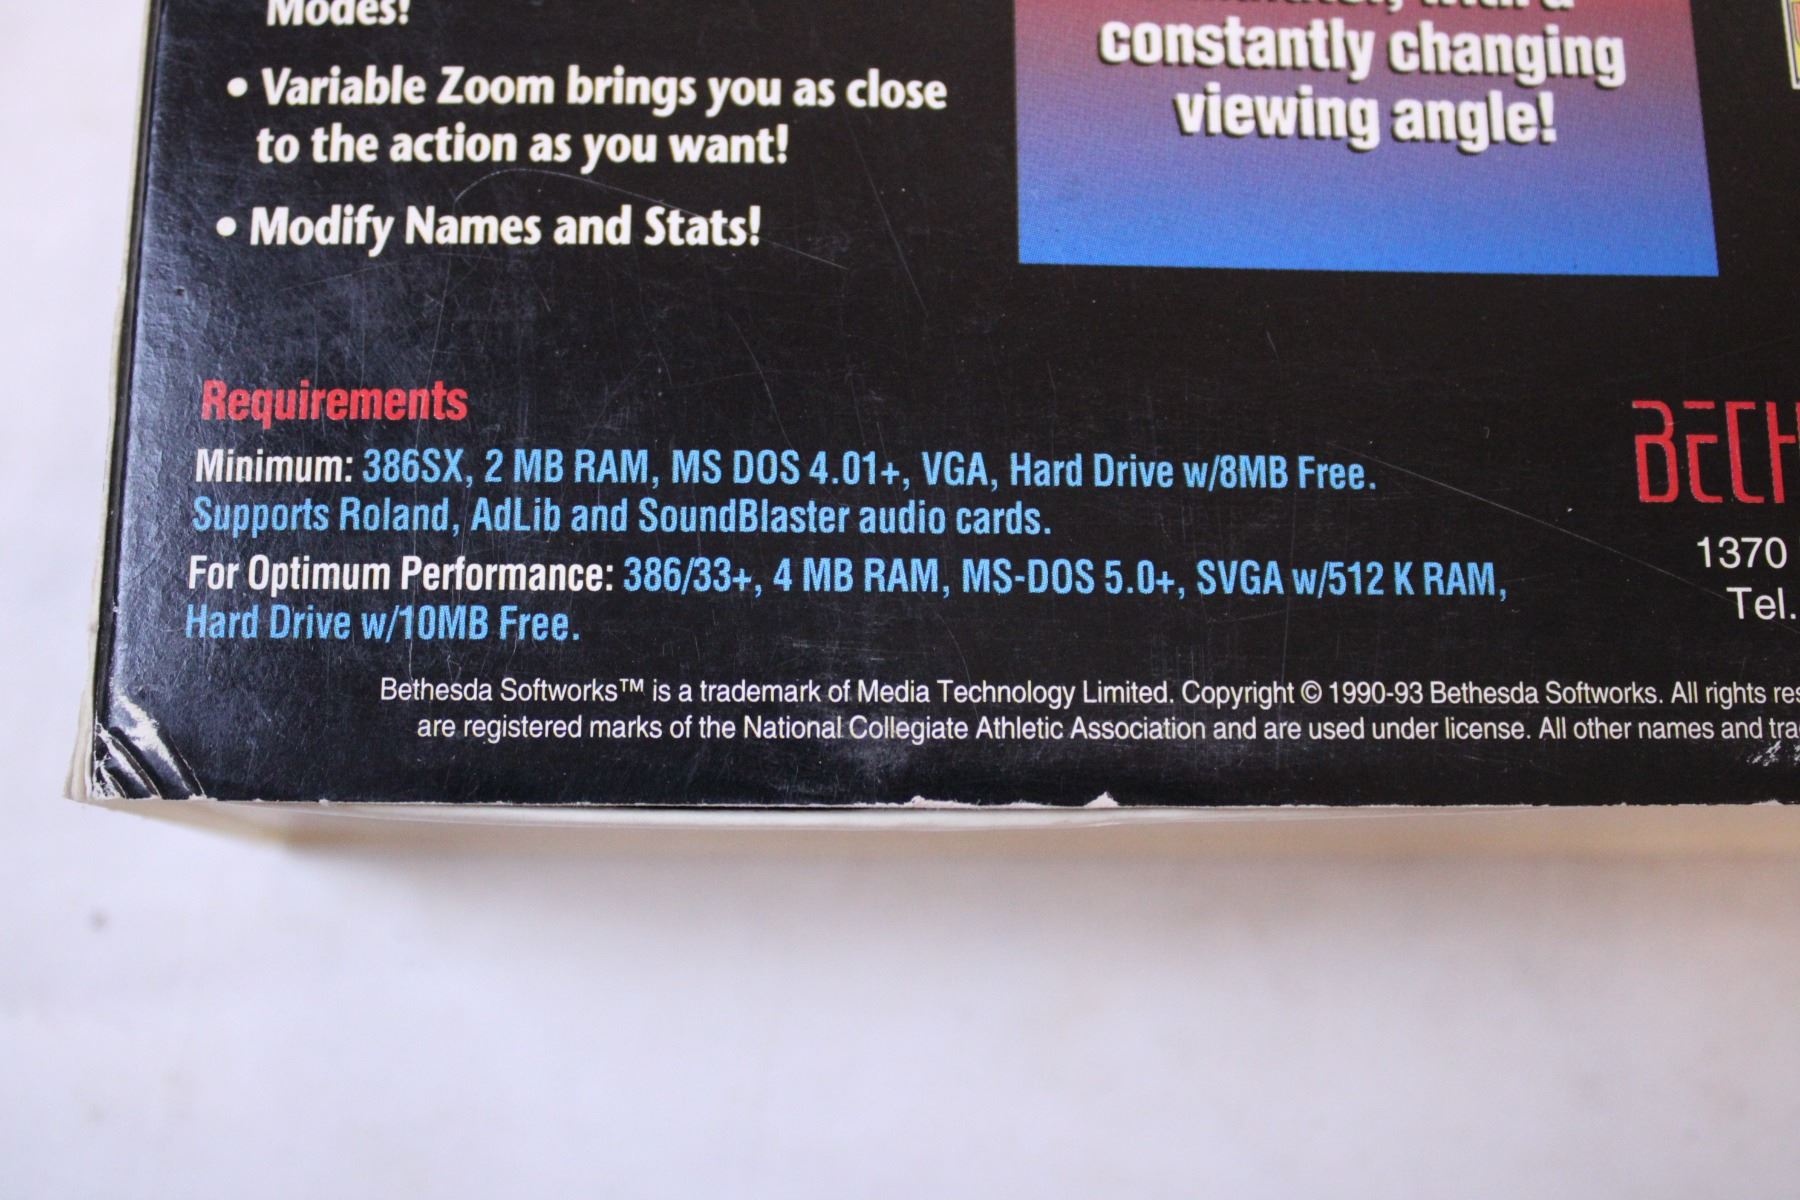 Modes!
• Variable Zoom brings you as close
to the action as you want!
• Modify Names and Stats!
with a
constantly changing
viewing angle!
Requirements
Minimum: 386SX, 2 MB RAM, MS DOS 4.01+, VGA, Hard Drive w/8MB Free.
Supports Roland, AdLib and SoundBlaster audio cards.
For Optimum Performance: 386/33+, 4 MB RAM, MS-DOS 5.0+, SVGA w/512 K RAM,
Hard Drive w/10MB Free.
1370
Tel.
Bethesda Softworks™ is a trademark of Media Technology Limited. Copyright © 1990-93 Bethesda Softworks. All rights res
are registered marks of the National Collegiate Athletic Association and are used under license. All other names and tra